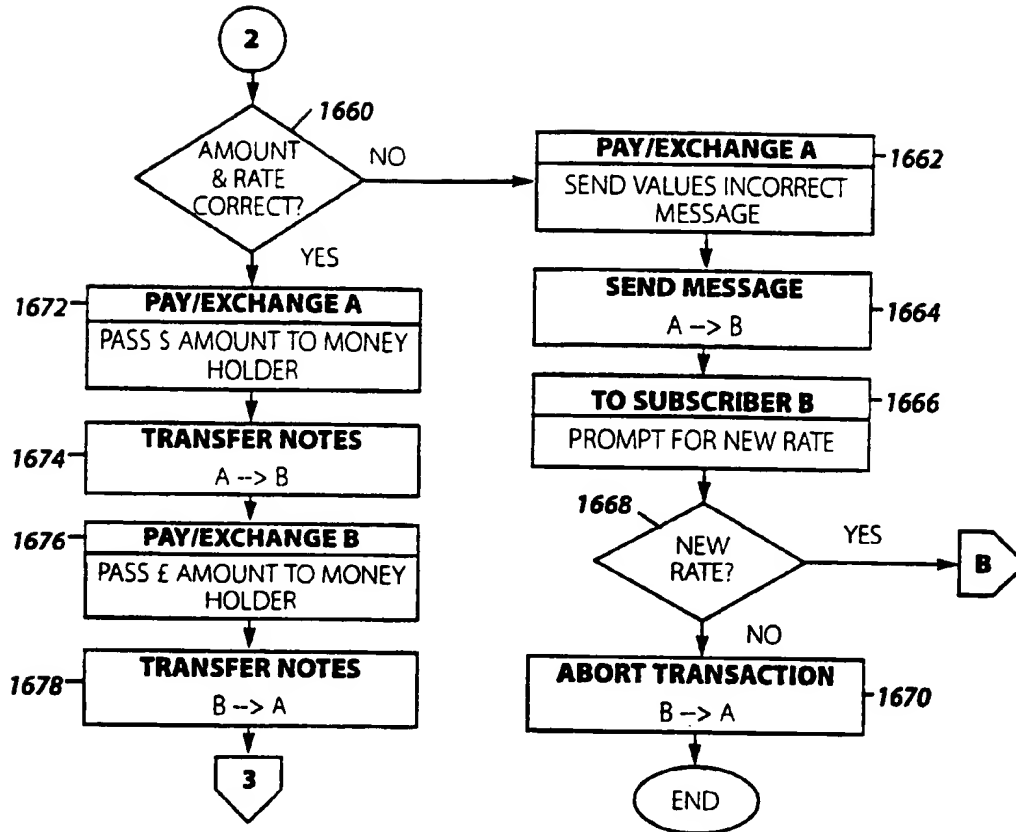 2
1660
AMOUNT
& RATE
CORRECT?
NO
YES
PAY/EXCHANGE A
1662
SEND VALUES INCORRECT
MESSAGE
SEND MESSAGE
1664
A --> B
TO SUBSCRIBER B
1666
PROMPT FOR NEW RATE
1668
NEW
RATE?
YES
B
NO
ABORT TRANSACTION
1670
B --> A
END
1672
PAY/EXCHANGE A
PASS $ AMOUNT TO MONEY
HOLDER
1674
TRANSFER NOTES
A --> B
1676
PAY/EXCHANGE B
PASS £ AMOUNT TO MONEY
HOLDER
1678
TRANSFER NOTES
B --> A
3